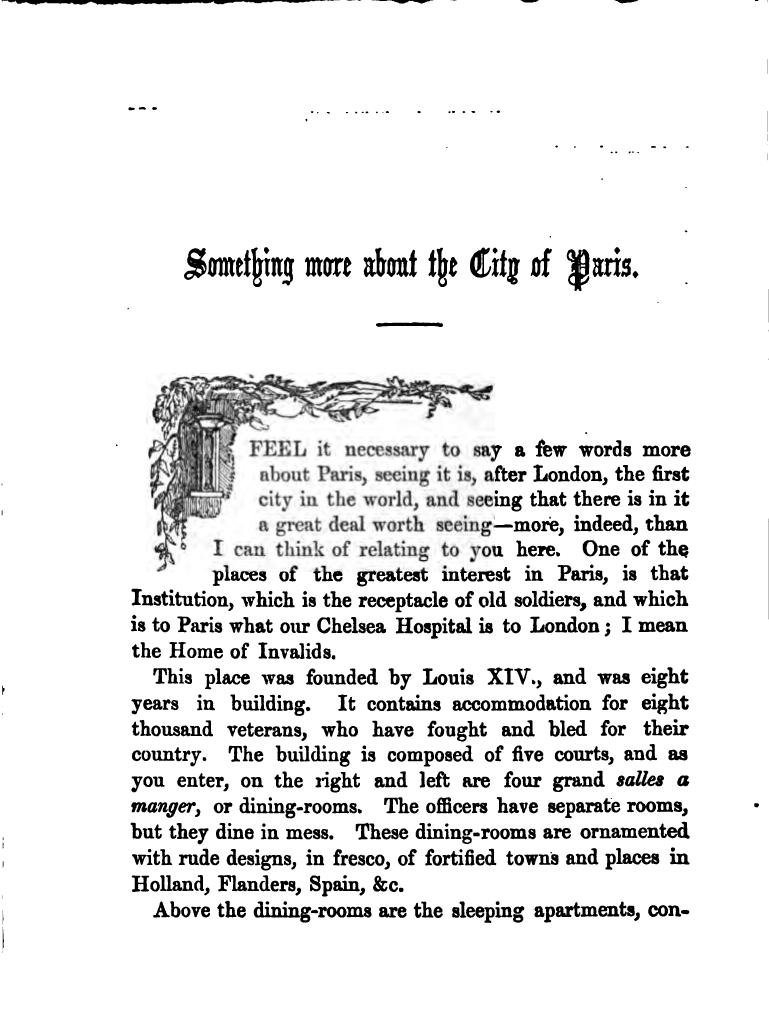 Something more about the City of Paris.
I FEEL it necessary to say a few words more
about Paris, seeing it is, after London, the first
city in the world, and seeing that there is in it
a great deal worth seeing—more, indeed, than
I can think of relating to you here. One of the
places of the greatest interest in Paris, is that
Institution, which is the receptacle of old soldiers, and which
is to Paris what our Chelsea Hospital is to London; I mean
the Home of Invalids.
This place was founded by Louis XIV., and was eight
years in building. It contains accommodation for eight
thousand veterans, who have fought and bled for their
country. The building is composed of five courts, and as
you enter, on the right and left are four grand salles a
manger, or dining-rooms. The officers have separate rooms,
but they dine in mess. These dining-rooms are ornamented
with rude designs, in fresco, of fortified towns and places in
Holland, Flanders, Spain, &c.
Above the dining-rooms are the sleeping apartments, con-